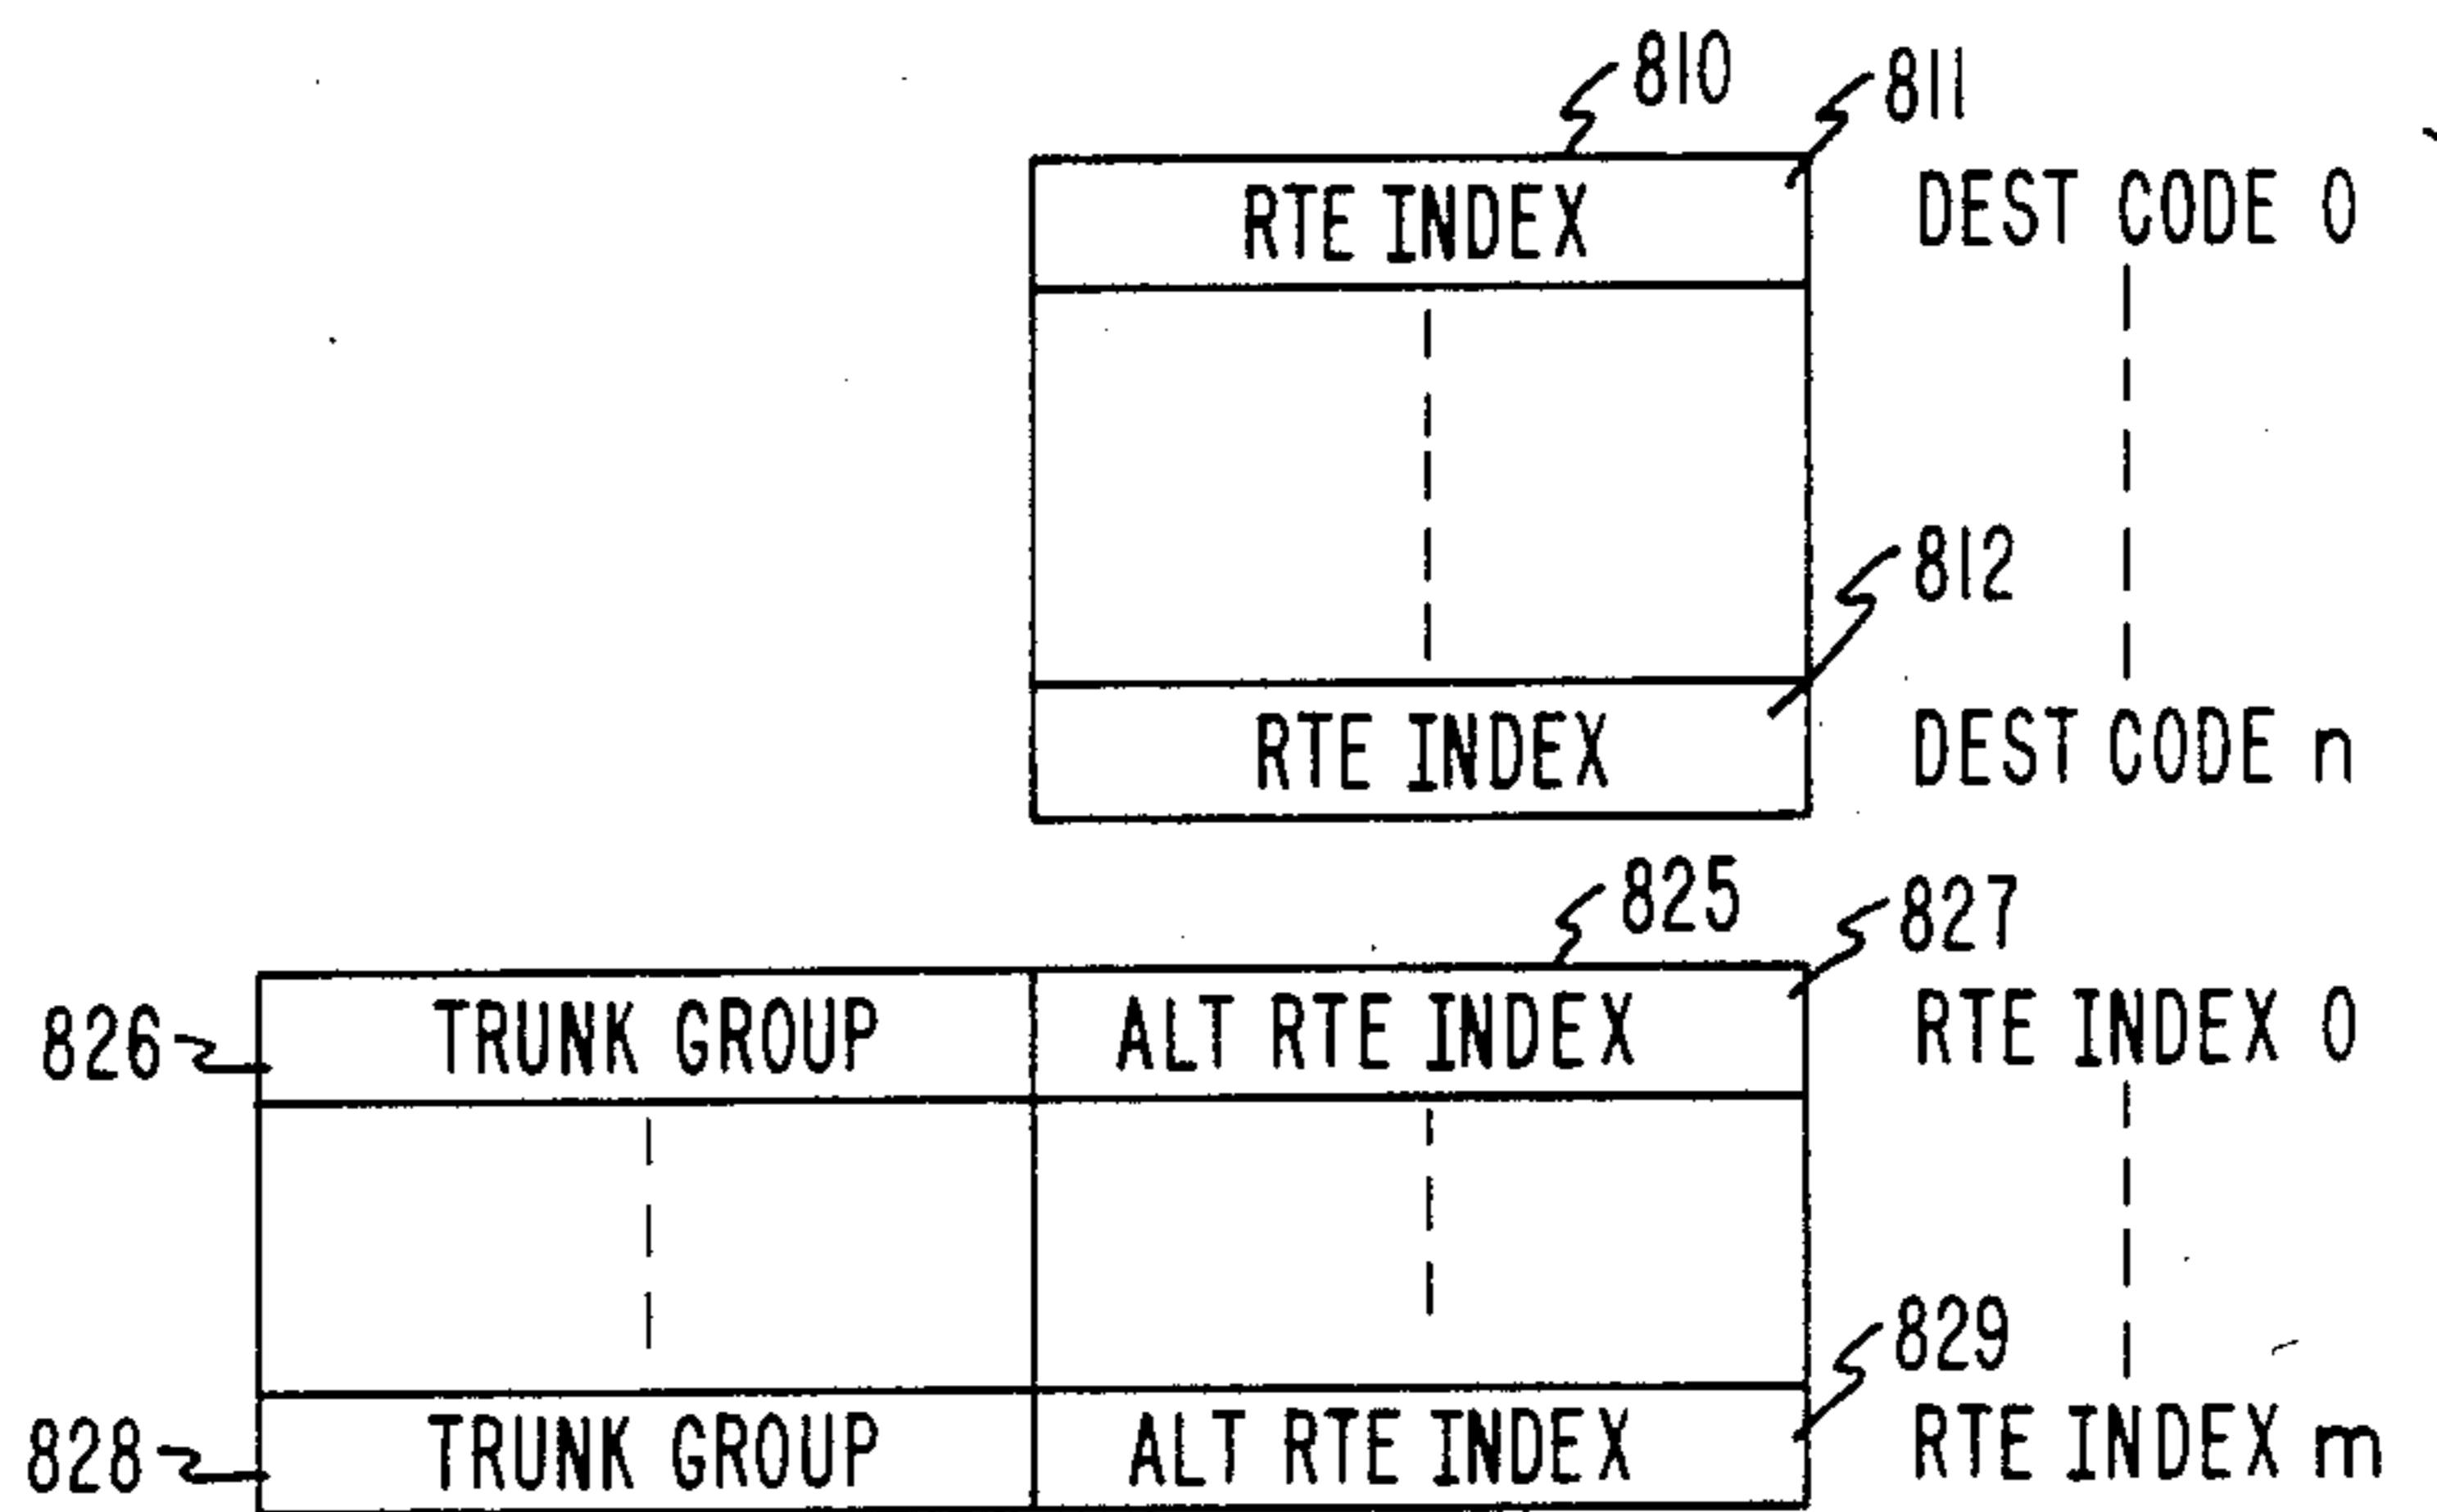 810
811
RTE INDEX DEST CODE 0
812
RTE INDEX DEST CODE n
825
827
826 TRUNK GROUP ALT RTE INDEX RTE INDEX 0
829
828 TRUNK GROUP ALT RTE INDEX RTE INDEX m